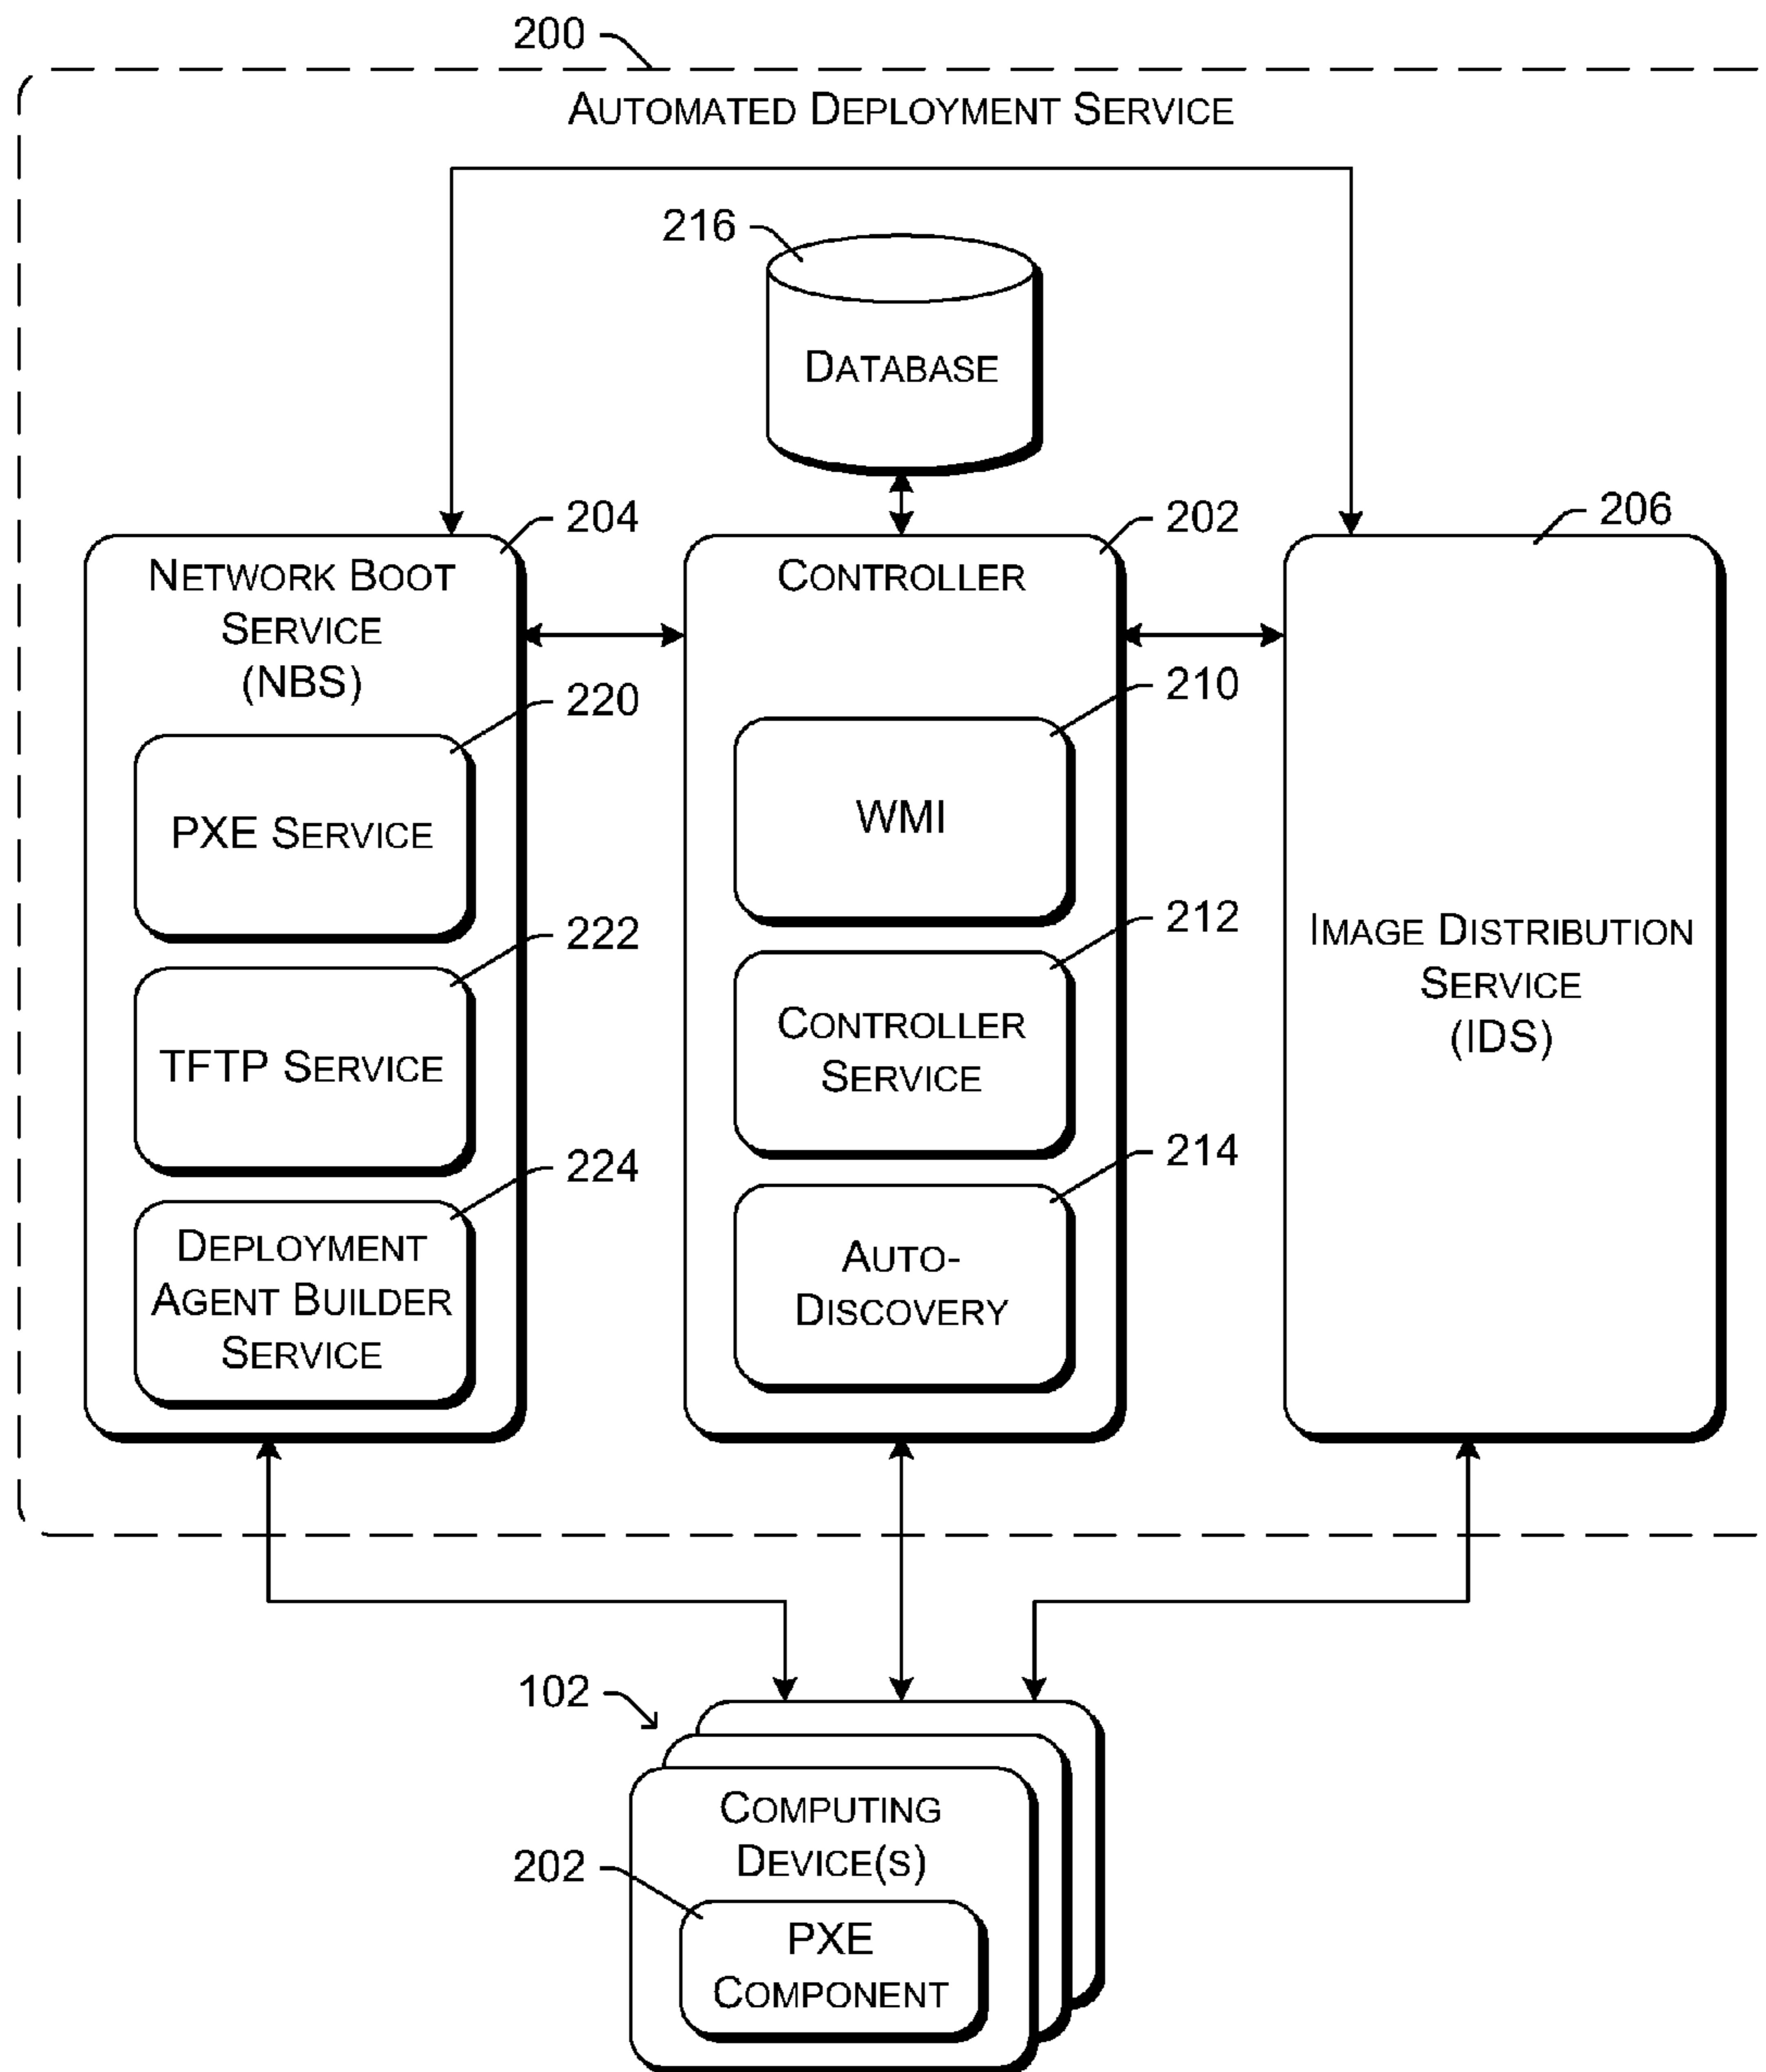 200
AUTOMATED DEPLOYMENT SERVICE
216
DATABASE
204
NETWORK BOOT
SERVICE
(NBS)
220
PXE SERVICE
222
TFTP SERVICE
224
DEPLOYMENT
AGENT BUILDER
SERVICE
202
CONTROLLER
210
WMI
212
CONTROLLER
SERVICE
214
AUTO-
DISCOVERY
206
IMAGE DISTRIBUTION
SERVICE
(IDS)
102
COMPUTING
DEVICE(S)
202
PXE
COMPONENT